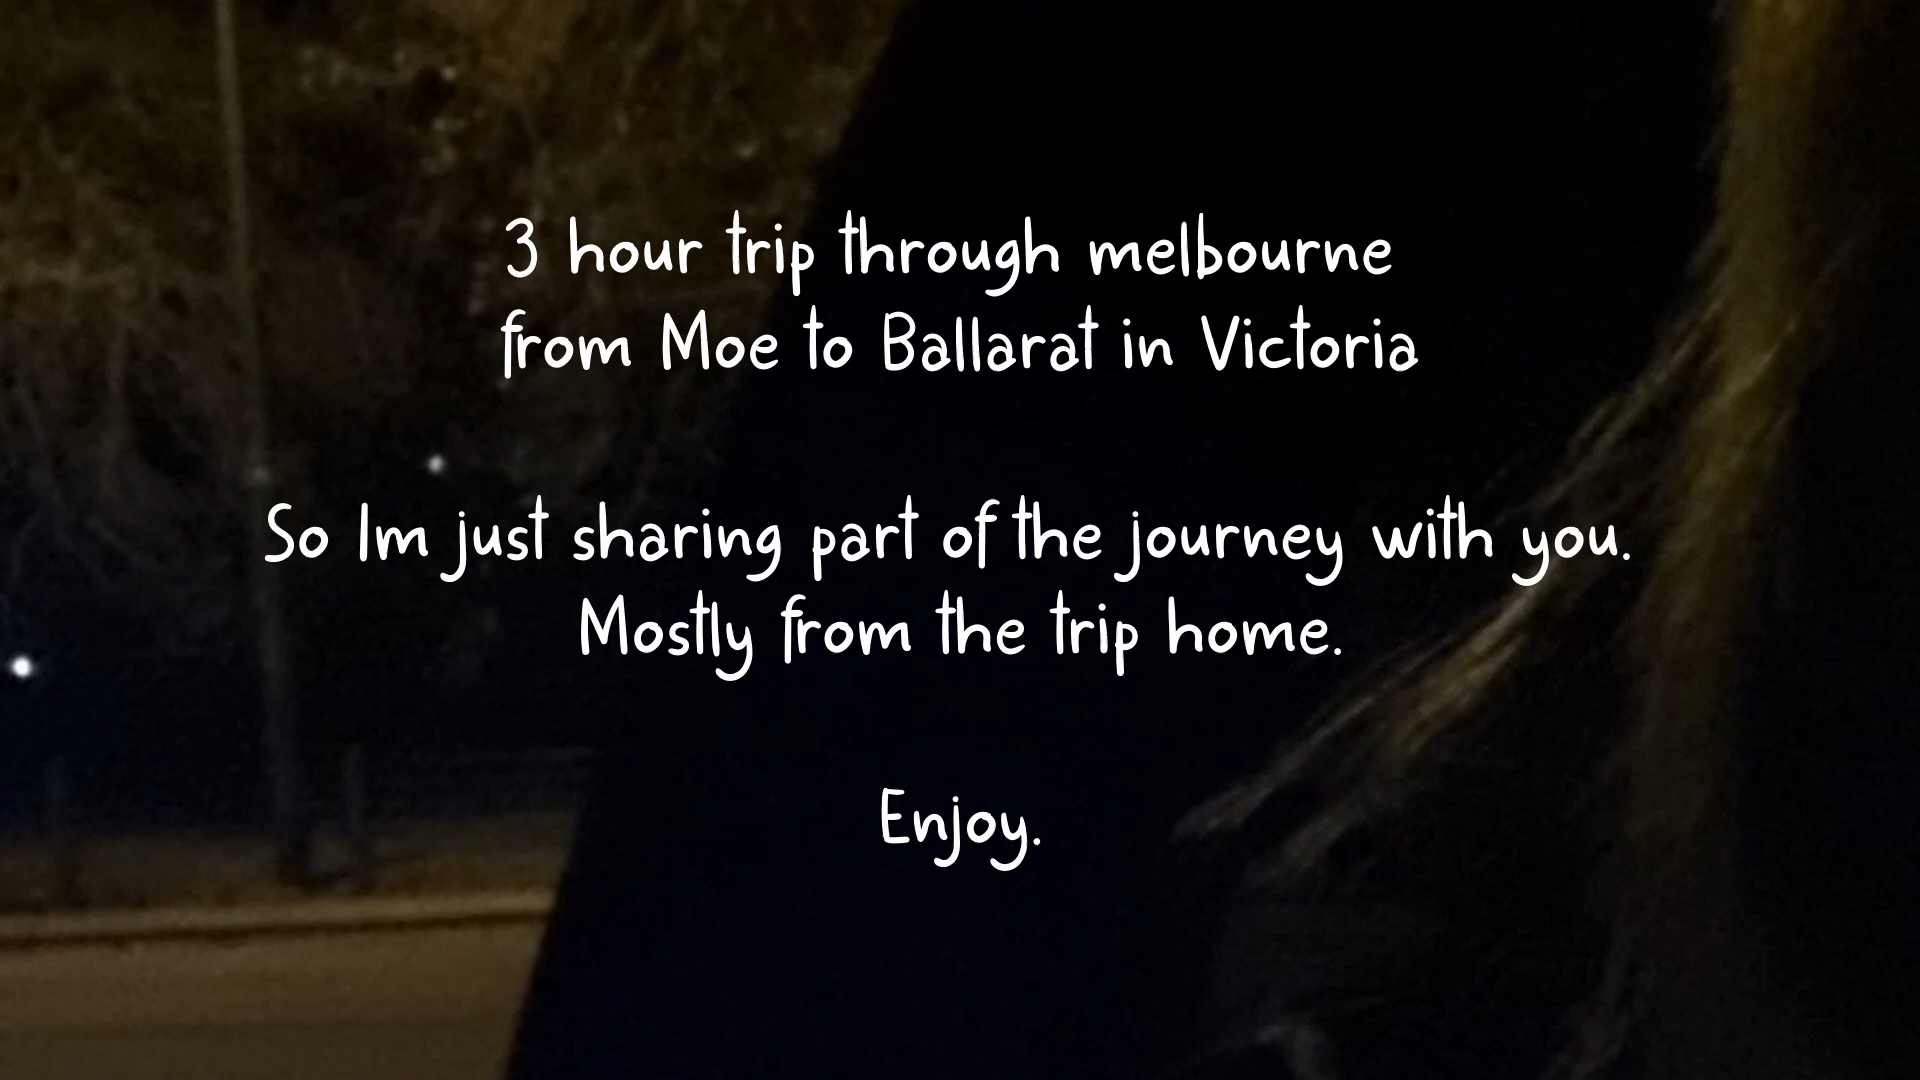 3 hour trip through melbourne
from Moe to Ballarat in Victoria
So Im just sharing part of the journey with you.
Mostly from the trip home.
Enjoy.